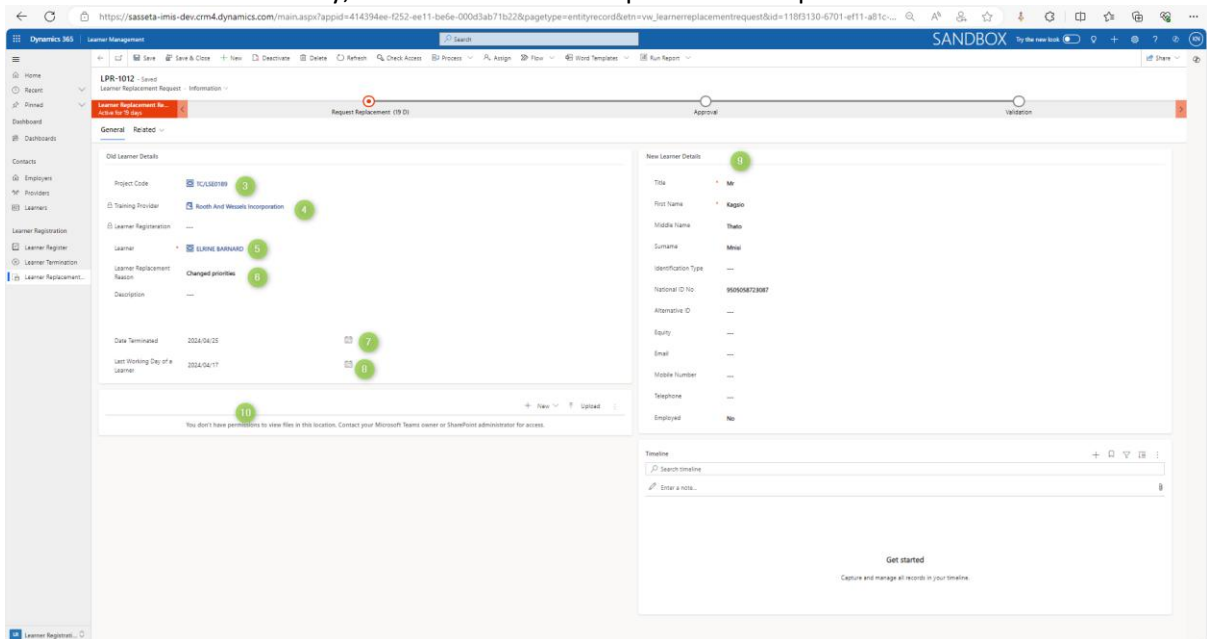 https://sasseta-imis-dev.crm4.dynamics.com/main.aspx?appid=414394ee-f252-ee11-be6e-000d3ab71b22&pagetype=entityrecord&etn=vw_learnerreplacementrequest&id=118f3130-6701-ef11-a81c-...
Dynamics 365 Learner Management Search SANDBOX Try the new look KN
Save Save & Close New Deactivate Delete Refresh Check Access Process Assign Flow Word Templates Run Report Share
Home
Recent
Pinned
Dashboard
Dashboards
Contacts
Employers
Providers
Learners
Learner Registration
Learner Register
Learner Termination
Learner Replacement...
Learner Registrati...
LPR-1012 - Saved
Learner Replacement Request - Information
Learner Replacement Re...
Active for 19 days
Request Replacement (19 D) Approval Validation
General Related
Old Learner Details
Project Code TC/LSE0189 3
Training Provider Rooth And Wessels Incorporation 4
Learner Registeration ---
Learner * ELRINE BARNARD 5
Learner Replacement Reason Changed priorities 6
Description ---
Date Terminated 2024/04/25 7
Last Working Day of a Learner 2024/04/17 8
New Upload
10
You don't have permissions to view files in this location. Contact your Microsoft Teams owner or SharePoint administrator for access.
New Learner Details 9
Title * Mr
First Name * Kagsio
Middle Name Thato
Surname Mnisi
Identification Type ---
National ID No 9505058723087
Alternative ID ---
Equity ---
Email ---
Mobile Number ---
Telephone ---
Employed No
Timeline
Search timeline
Enter a note...
Get started
Capture and manage all records in your timeline.